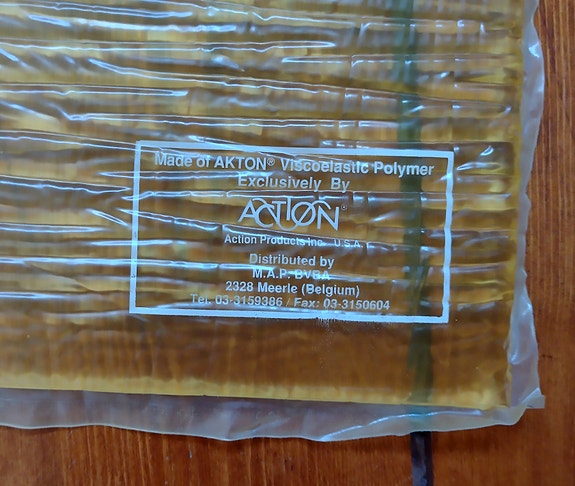 Made of AKTON® Viscoelastic Polymer
Exclusively By
ACTION®
Action Products Inc. U.S.A.
Distributed by
M.A.P. BVBA
2328 Meerle (Belgium)
Tel. 03-3159386 / Fax: 03-3150604